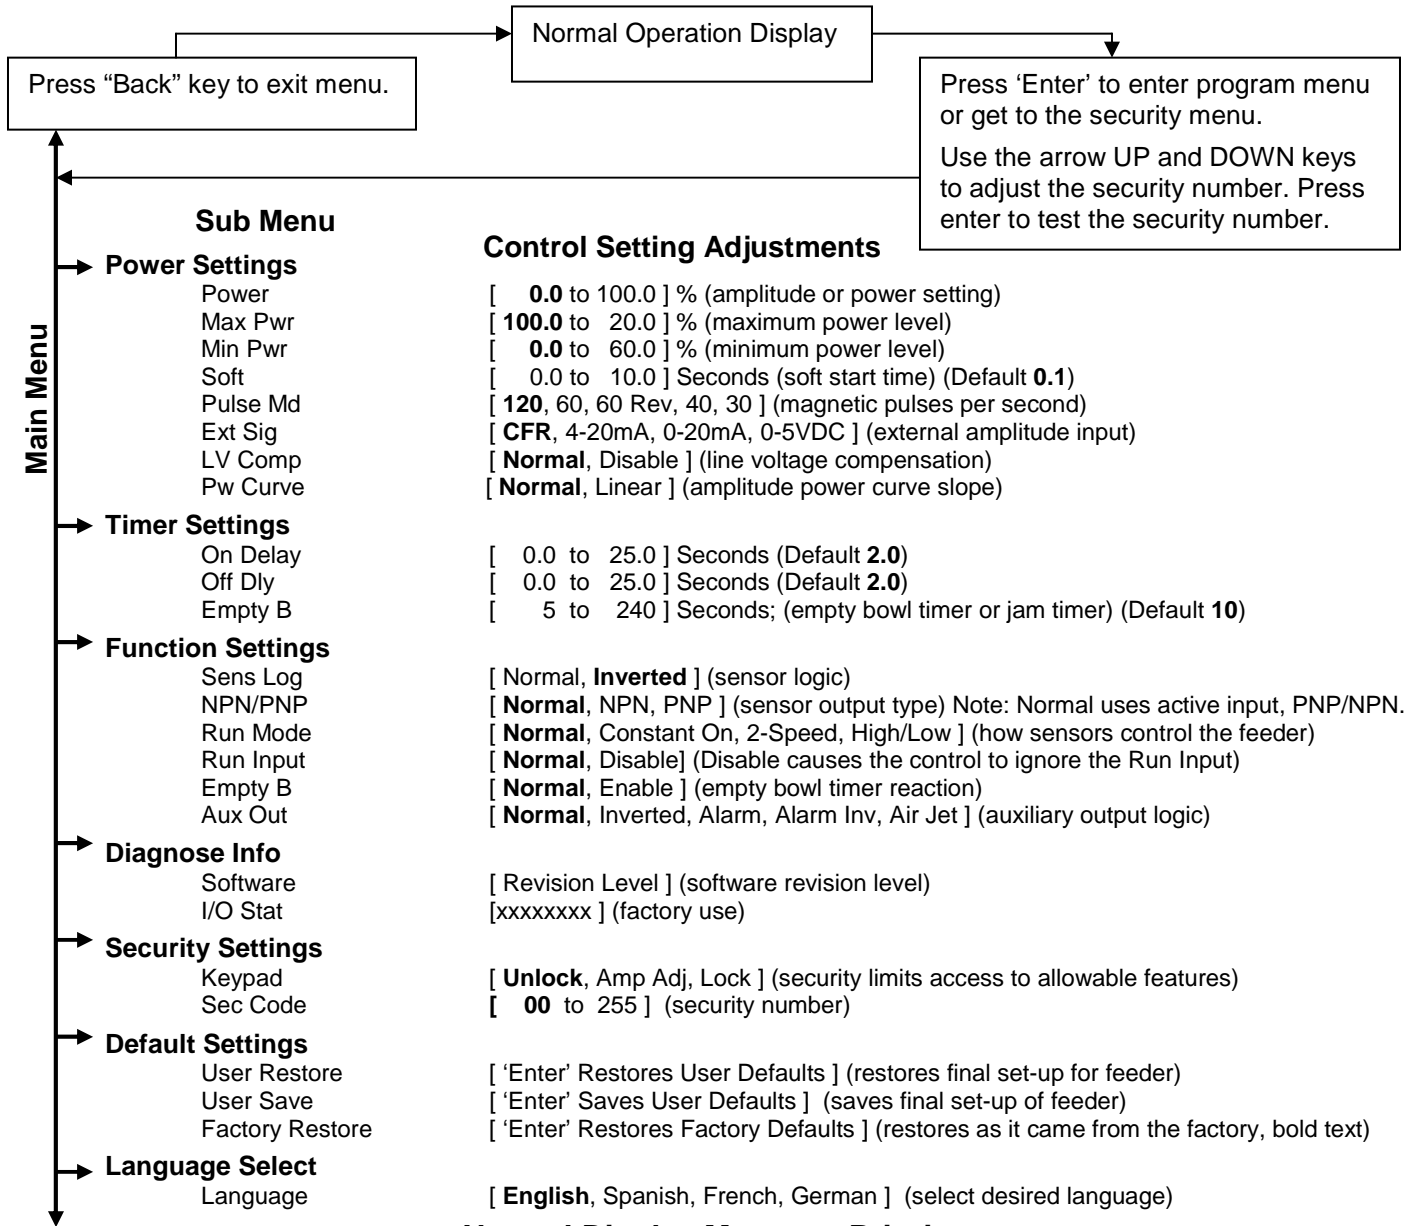 Normal Operation Display
Press “Back” key to exit menu.
Press ‘Enter’ to enter program menu
or get to the security menu.
Use the arrow UP and DOWN keys
to adjust the security number. Press
enter to test the security number.
Main Menu
Sub Menu
Control Setting Adjustments
Power Settings
Power [ 0.0 to 100.0 ] % (amplitude or power setting)
Max Pwr [ 100.0 to 20.0 ] % (maximum power level)
Min Pwr [ 0.0 to 60.0 ] % (minimum power level)
Soft [ 0.0 to 10.0 ] Seconds (soft start time) (Default 0.1)
Pulse Md [ 120, 60, 60 Rev, 40, 30 ] (magnetic pulses per second)
Ext Sig [ CFR, 4-20mA, 0-20mA, 0-5VDC ] (external amplitude input)
LV Comp [ Normal, Disable ] (line voltage compensation)
Pw Curve [ Normal, Linear ] (amplitude power curve slope)
Timer Settings
On Delay [ 0.0 to 25.0 ] Seconds (Default 2.0)
Off Dly [ 0.0 to 25.0 ] Seconds (Default 2.0)
Empty B [ 5 to 240 ] Seconds; (empty bowl timer or jam timer) (Default 10)
Function Settings
Sens Log [ Normal, Inverted ] (sensor logic)
NPN/PNP [ Normal, NPN, PNP ] (sensor output type) Note: Normal uses active input, PNP/NPN.
Run Mode [ Normal, Constant On, 2-Speed, High/Low ] (how sensors control the feeder)
Run Input [ Normal, Disable] (Disable causes the control to ignore the Run Input)
Empty B [ Normal, Enable ] (empty bowl timer reaction)
Aux Out [ Normal, Inverted, Alarm, Alarm Inv, Air Jet ] (auxiliary output logic)
Diagnose Info
Software [ Revision Level ] (software revision level)
I/O Stat [xxxxxxxx ] (factory use)
Security Settings
Keypad [ Unlock, Amp Adj, Lock ] (security limits access to allowable features)
Sec Code [ 00 to 255 ] (security number)
Default Settings
User Restore [ ‘Enter’ Restores User Defaults ] (restores final set-up for feeder)
User Save [ ‘Enter’ Saves User Defaults ] (saves final set-up of feeder)
Factory Restore [ ‘Enter’ Restores Factory Defaults ] (restores as it came from the factory, bold text)
Language Select
Language [ English, Spanish, French, German ] (select desired language)